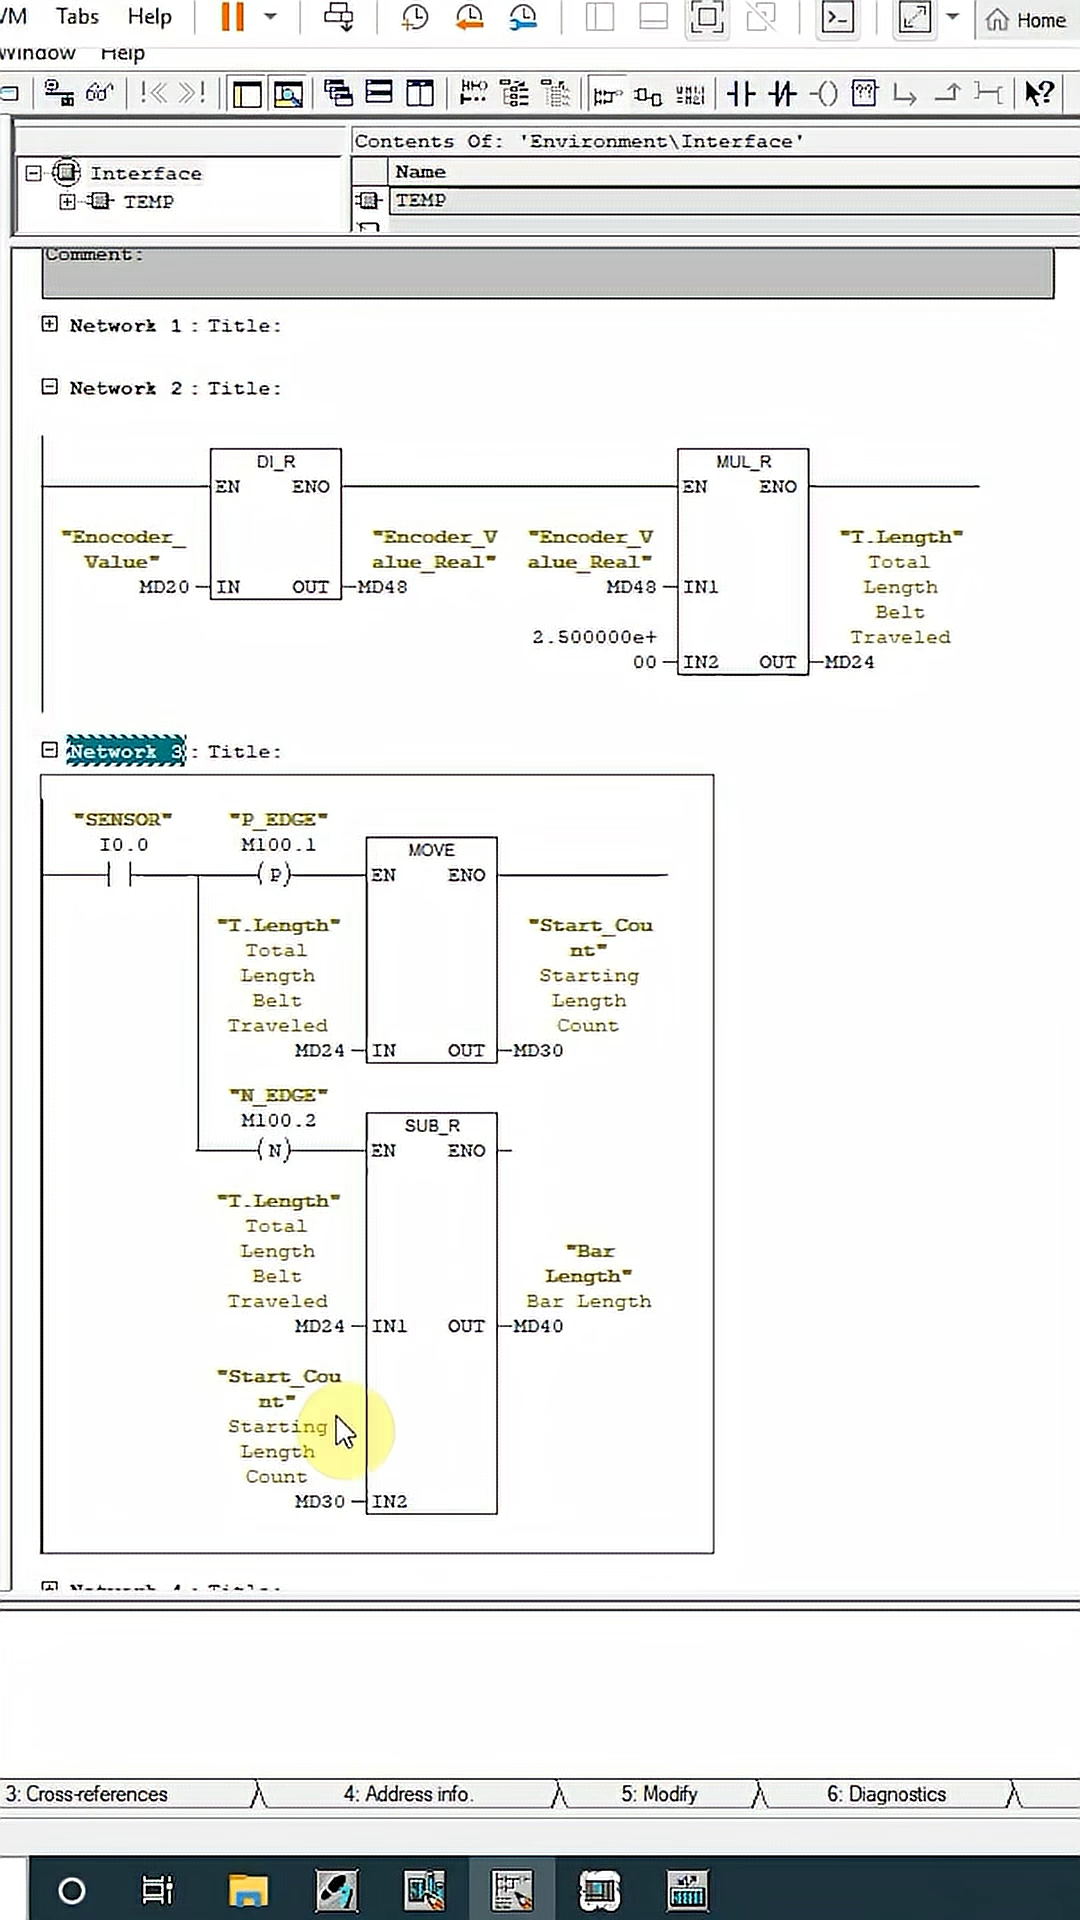 VM Tabs Help Home
Window Help
Contents Of: 'Environment\Interface'
Interface
Name
TEMP
TEMP
Comment:
Network 1 : Title:
Network 2 : Title:
DI_R
MUL_R
EN ENO
EN ENO
"Enocoder_
Value"
MD20
IN OUT
"Encoder_V
alue_Real"
MD48
"Encoder_V
alue_Real"
MD48
IN1
2.500000e+
00
IN2 OUT
"T.Length"
Total
Length
Belt
Traveled
MD24
Network 3 : Title:
"SENSOR"
I0.0
"P_EDGE"
M100.1
(P)
MOVE
EN ENO
"T.Length"
Total
Length
Belt
Traveled
MD24
IN OUT
"Start_Cou
nt"
Starting
Length
Count
MD30
"N_EDGE"
M100.2
(N)
SUB_R
EN ENO
"T.Length"
Total
Length
Belt
Traveled
MD24
IN1 OUT
"Bar
Length"
Bar Length
MD40
"Start_Cou
nt"
Starting
Length
Count
MD30
IN2
Network 4 : Title:
3: Cross-references 4: Address info. 5: Modify 6: Diagnostics